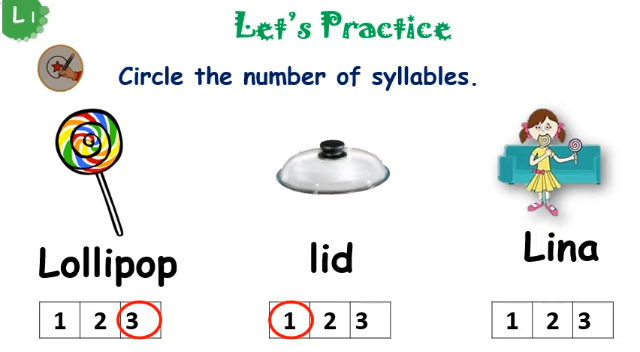 L l
Let's Practice
Circle the number of syllables.
Lollipop lid Lina
1 2 3 1 2 3 1 2 3